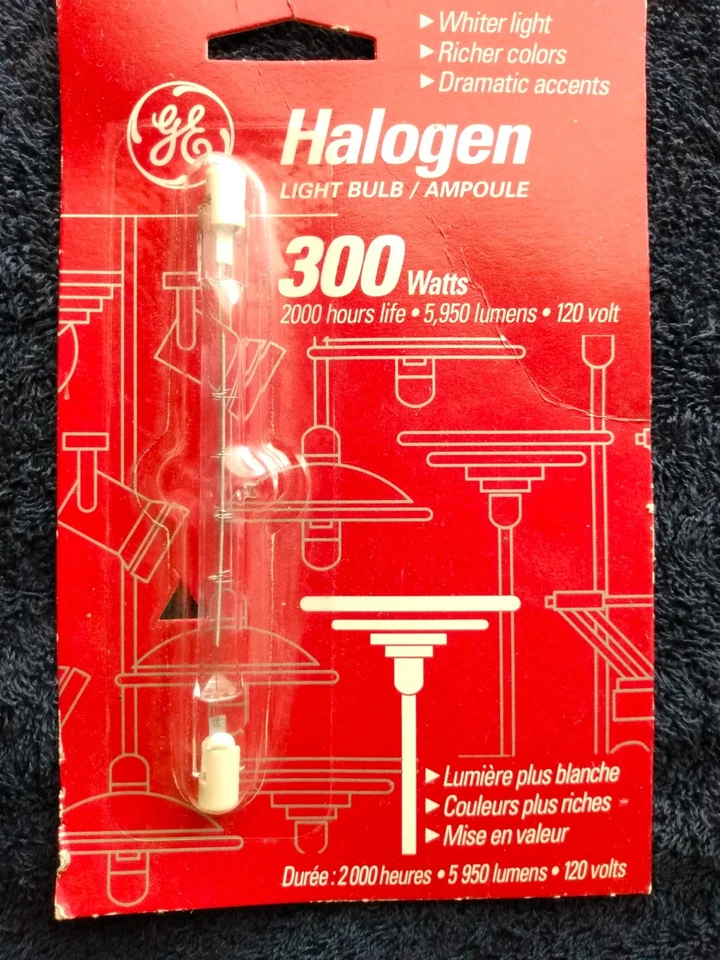 ▸ Whiter light
▸ Richer colors
▸ Dramatic accents
GE
Halogen
LIGHT BULB / AMPOULE
300 Watts
2000 hours life • 5,950 lumens • 120 volt
▸ Lumière plus blanche
▸ Couleurs plus riches
▸ Mise en valeur
Durée : 2 000 heures • 5 950 lumens • 120 volts